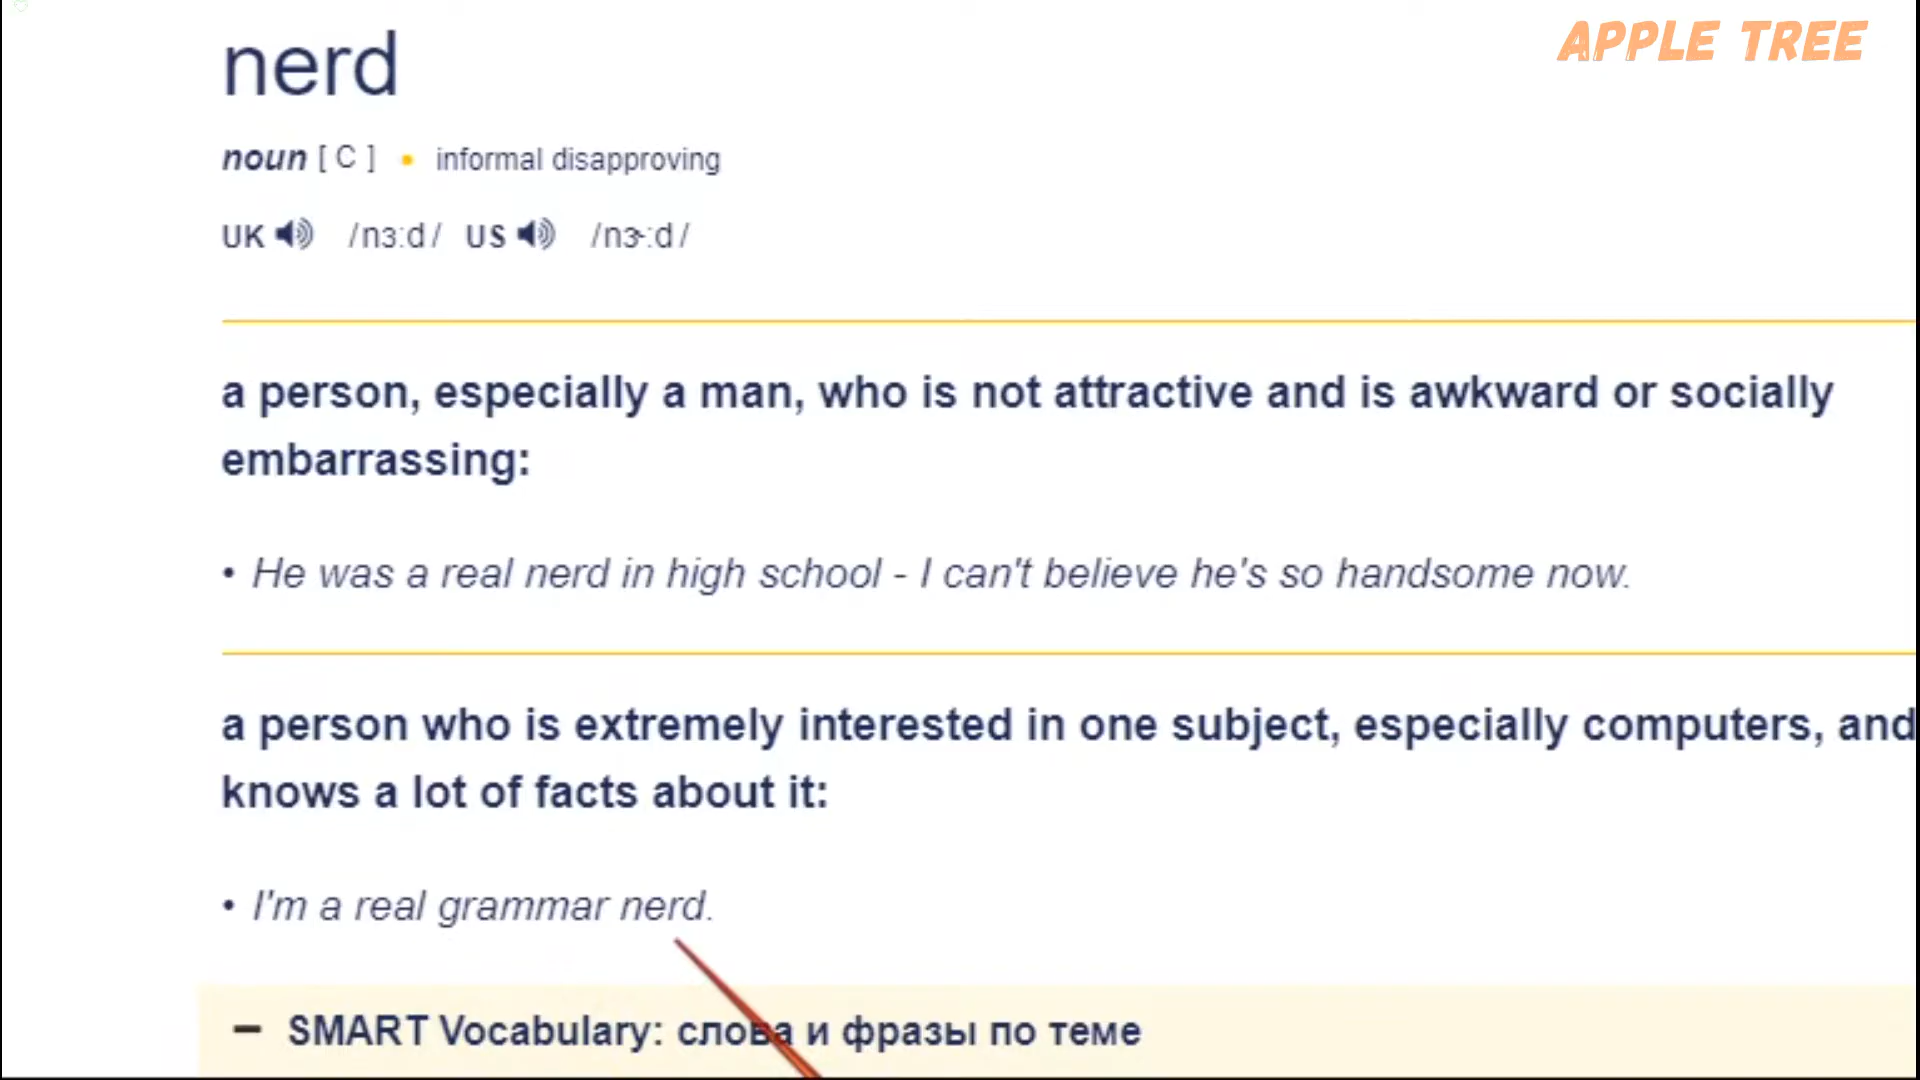 APPLE TREE
nerd
noun [ C ] • informal disapproving
UK /nɜːd/ US /nɝːd/
a person, especially a man, who is not attractive and is awkward or socially
embarrassing:
• He was a real nerd in high school - I can't believe he's so handsome now.
a person who is extremely interested in one subject, especially computers, and
knows a lot of facts about it:
• I'm a real grammar nerd.
– SMART Vocabulary: слова и фразы по теме